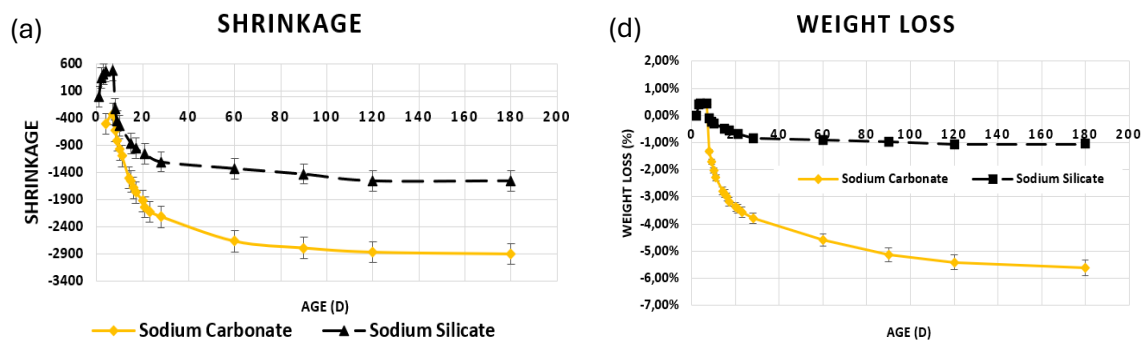 (a)
SHRINKAGE
600
100
-400
-900
-1400
-1900
-2400
-2900
-3400
0 20 40 60 80 100 120 140 160 180 200
SHRINKAGE
AGE (D)
Sodium Carbonate Sodium Silicate
(d)
WEIGHT LOSS
2,00%
1,00%
0,00%
-1,00%
-2,00%
-3,00%
-4,00%
-5,00%
-6,00%
-7,00%
0 20 40 60 80 100 120 140 160 180 200
WEIGHT LOSS (%)
Sodium Carbonate Sodium Silicate
AGE (D)